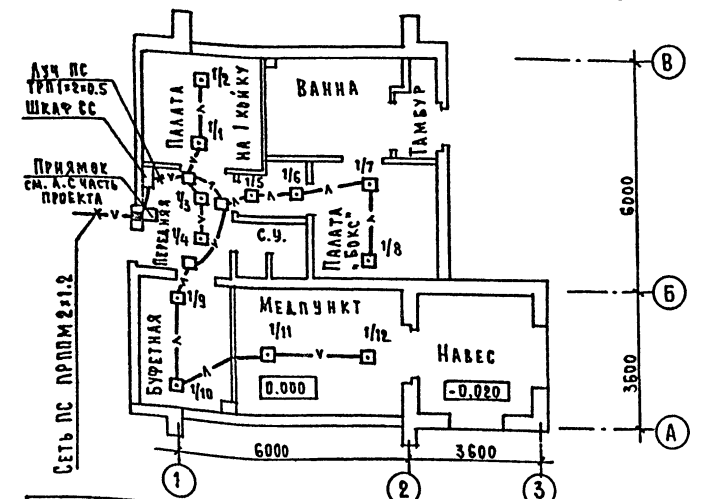 ЛУЧ ПС
ТРП 1×2×0.5
ШКАФ СС
ПРИЯМОК
СМ. А.С ЧАСТЬ
ПРОЕКТА
СЕТЬ ПС ПРППМ 2×1.2
ПАЛАТА
НА 1 КОЙКУ
ВАННА
ТАМБУР
1/2
1/1
1/3
1/4
1/5
1/6
1/7
1/8
ПЕРЕДНЯЯ
С.У.
ПАЛАТА
"БОКС"
1/9
БУФЕТНАЯ
1/10
МЕДПУНКТ
1/11
1/12
0.000
НАВЕС
-0,020
В
6000
Б
3600
А
6000
3600
1
2
3